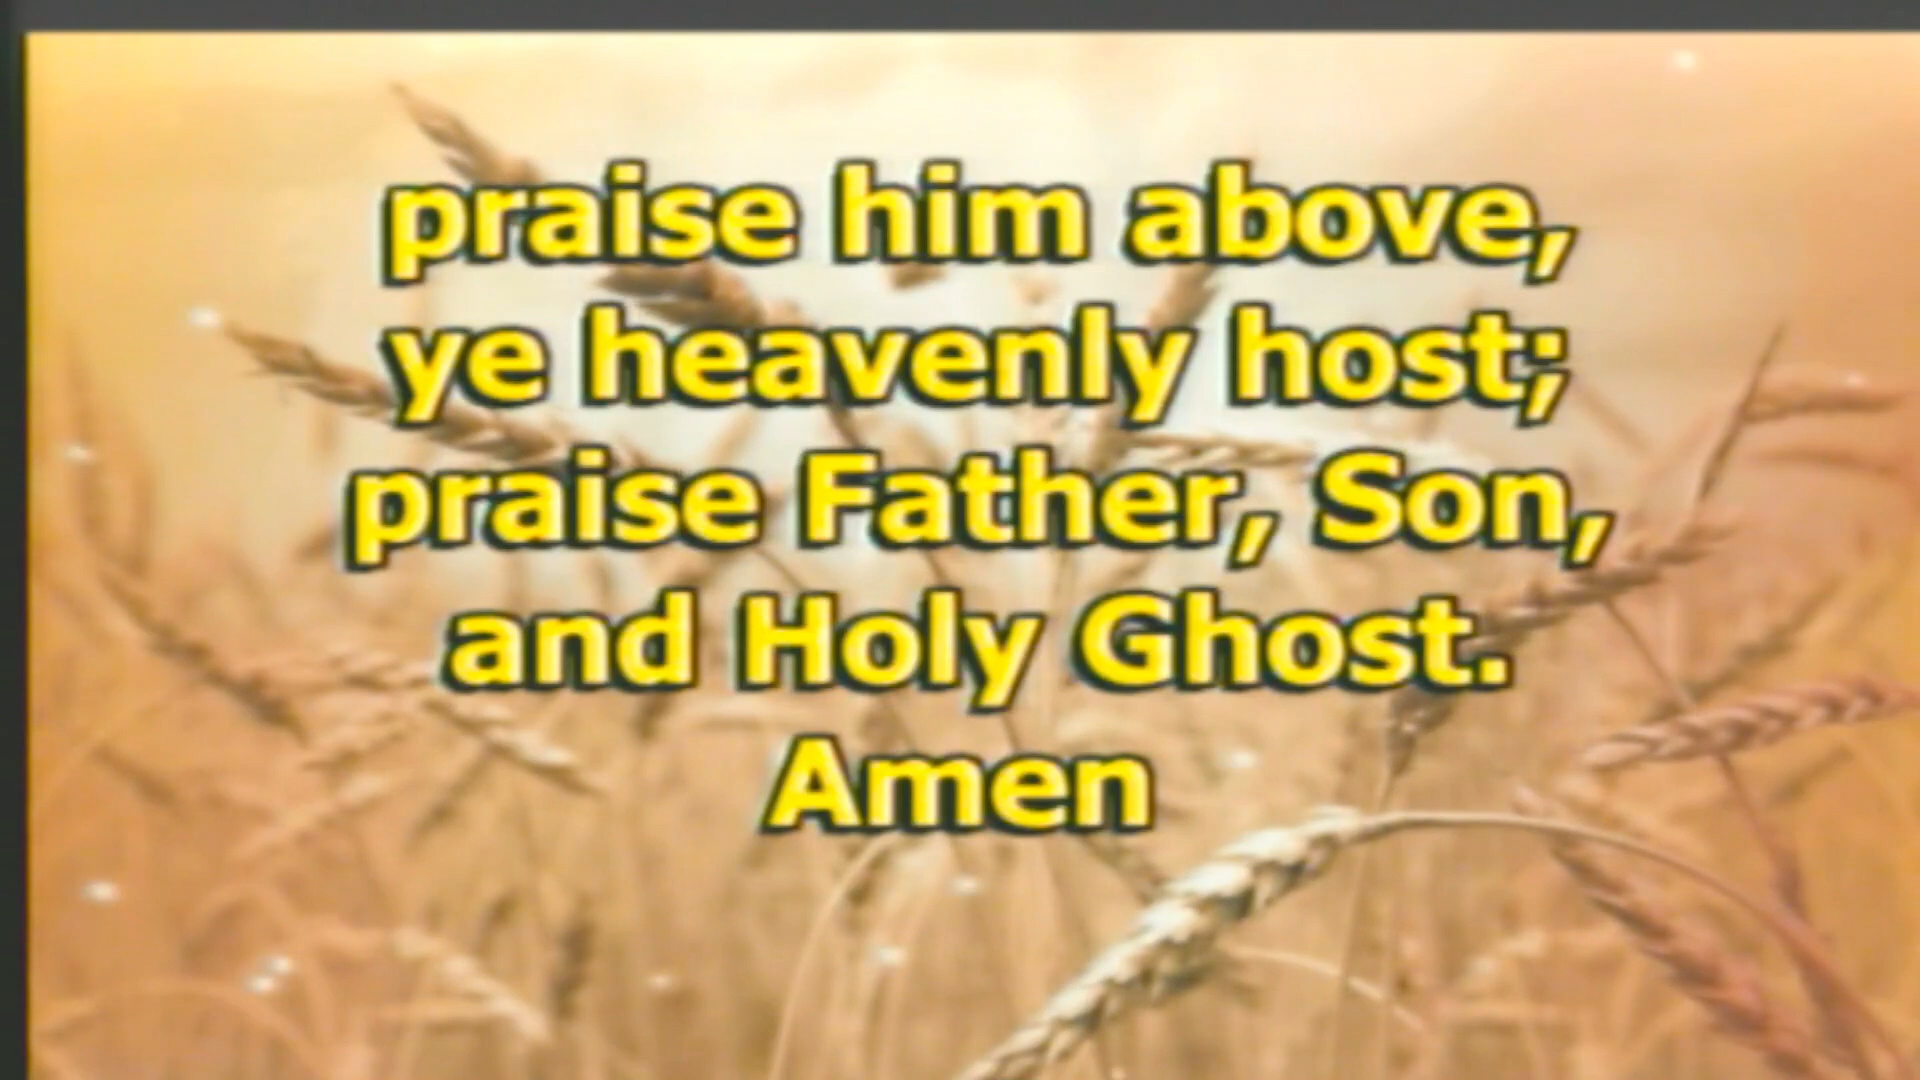 praise him above,
ye heavenly host;
praise Father, Son,
and Holy Ghost.
Amen